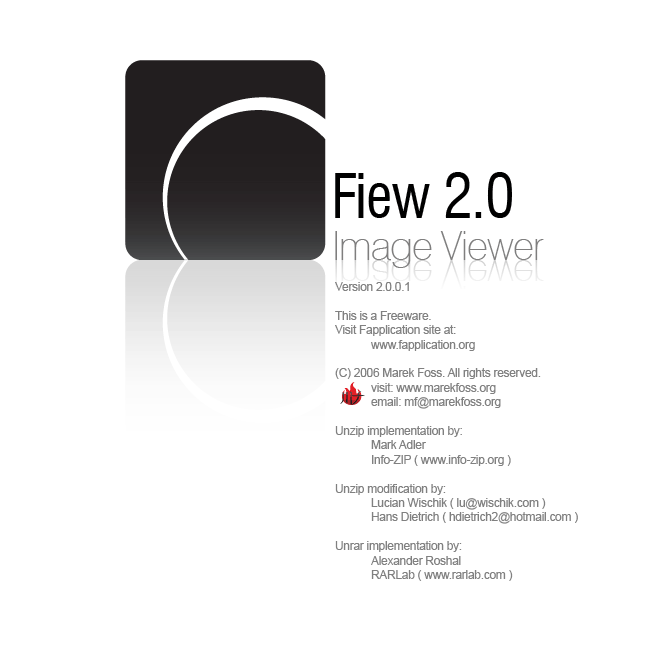 Fiew 2.0
Image Viewer
Version 2.0.0.1
This is a Freeware.
Visit Fapplication site at:
www.fapplication.org
(C) 2006 Marek Foss. All rights reserved.
visit: www.marekfoss.org
email: mf@marekfoss.org
Unzip implementation by:
Mark Adler
Info-ZIP ( www.info-zip.org )
Unzip modification by:
Lucian Wischik ( lu@wischik.com )
Hans Dietrich ( hdietrich2@hotmail.com )
Unrar implementation by:
Alexander Roshal
RARLab ( www.rarlab.com )